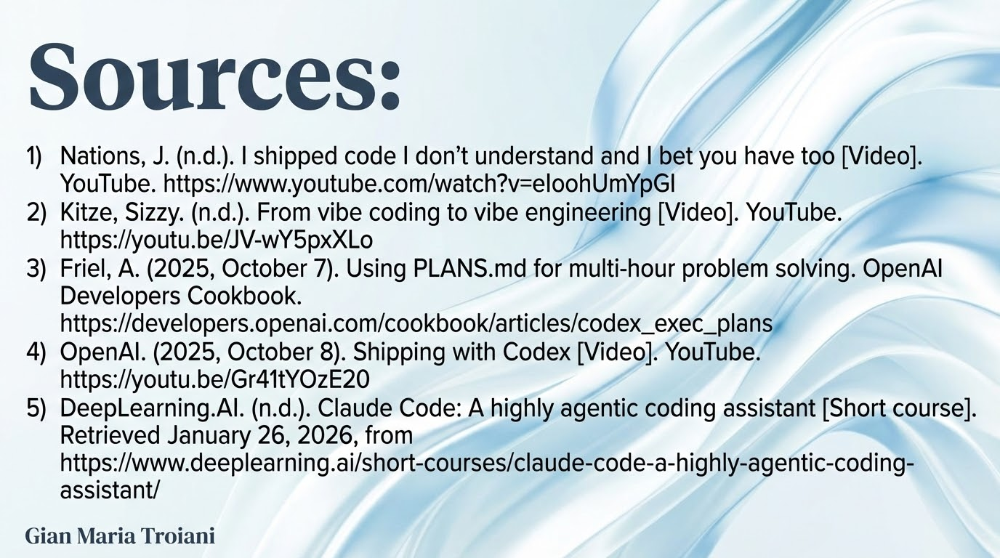 Sources:
1) Nations, J. (n.d.). I shipped code I don’t understand and I bet you have too [Video].
YouTube. https://www.youtube.com/watch?v=eIoohUmYpGI
2) Kitze, Sizzy. (n.d.). From vibe coding to vibe engineering [Video]. YouTube.
https://youtu.be/JV-wY5pxXLo
3) Friel, A. (2025, October 7). Using PLANS.md for multi-hour problem solving. OpenAI
Developers Cookbook.
https://developers.openai.com/cookbook/articles/codex_exec_plans
4) OpenAI. (2025, October 8). Shipping with Codex [Video]. YouTube.
https://youtu.be/Gr41tYOzE20
5) DeepLearning.AI. (n.d.). Claude Code: A highly agentic coding assistant [Short course].
Retrieved January 26, 2026, from
https://www.deeplearning.ai/short-courses/claude-code-a-highly-agentic-coding-
assistant/
Gian Maria Troiani